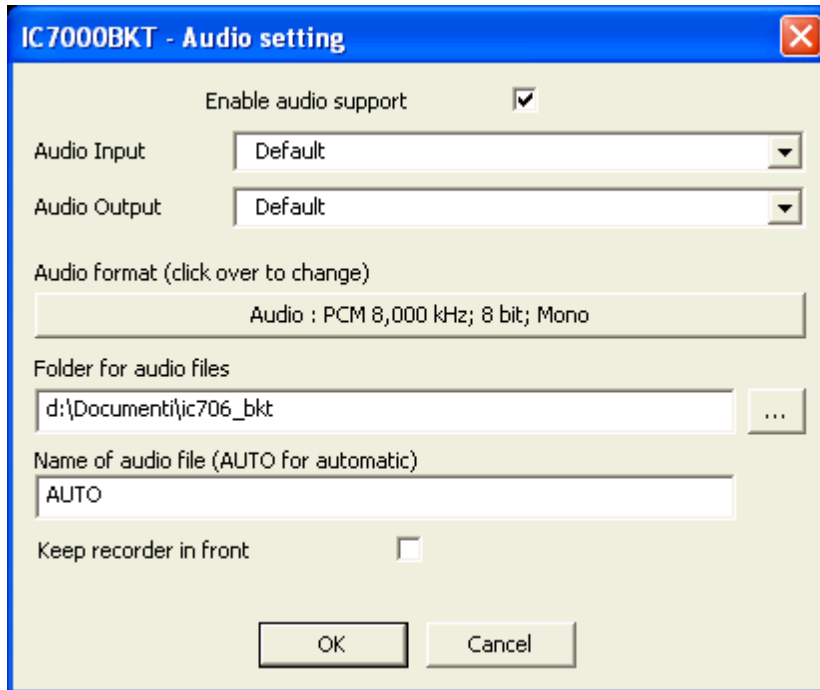 IC7000BKT - Audio setting
Enable audio support
Audio Input Default
Audio Output Default
Audio format (click over to change)
Audio : PCM 8,000 kHz; 8 bit; Mono
Folder for audio files
d:\Documenti\ic706_bkt ...
Name of audio file (AUTO for automatic)
AUTO
Keep recorder in front
OK Cancel